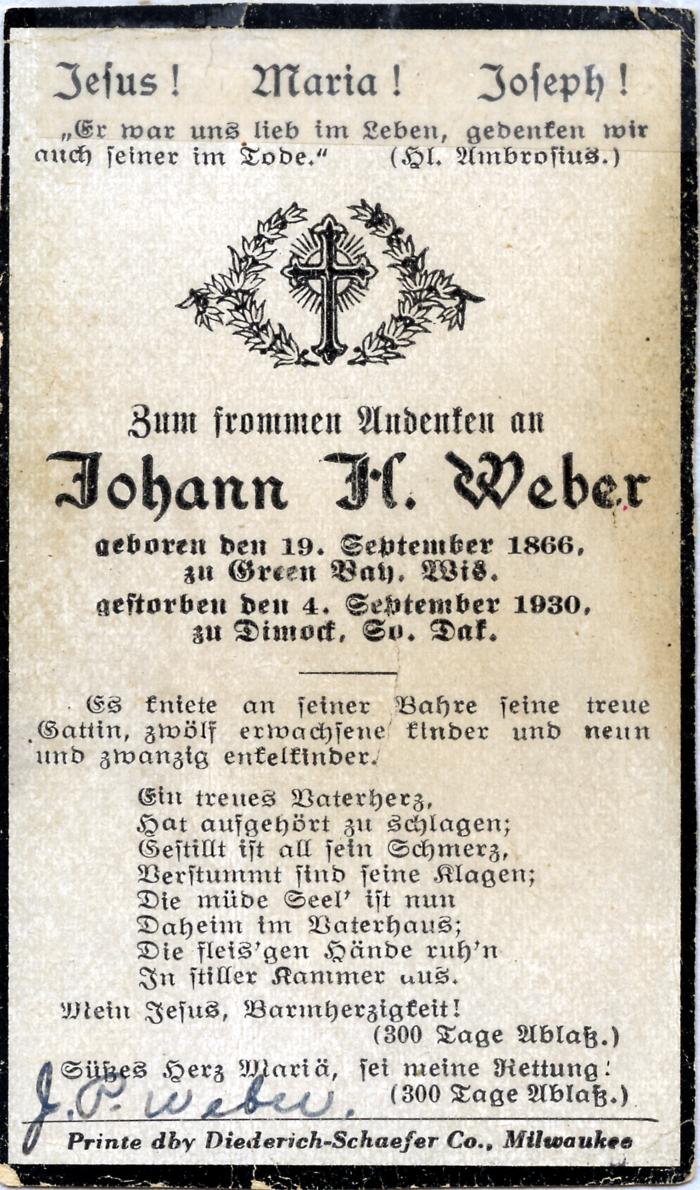 Jesus! Maria! Joseph!
„Er war uns lieb im Leben, gedenken wir
auch seiner im Tode.“ (Hl. Ambrosius.)
Zum frommen Andenken an
Johann H. Weber
geboren den 19. September 1866,
zu Green Bay, Wis.
gestorben den 4. September 1930,
zu Dimock, So. Dak.
Es kniete an seiner Bahre seine treue
Gattin, zwölf erwachsene kinder und neun
und zwanzig enkelkinder.
Ein treues Vaterherz,
Hat aufgehört zu schlagen;
Gestillt ist all sein Schmerz,
Verstummt sind seine Klagen;
Die müde Seel' ist nun
Daheim im Vaterhaus;
Die fleis'gen Hände ruh'n
In stiller Kammer aus.
Mein Jesus, Barmherzigkeit!
(300 Tage Ablaß.)
Süßes Herz Mariä, sei meine Rettung!
(300 Tage Ablaß.)
J. P. Weber.
Printe dby Diederich-Schaefer Co., Milwaukee